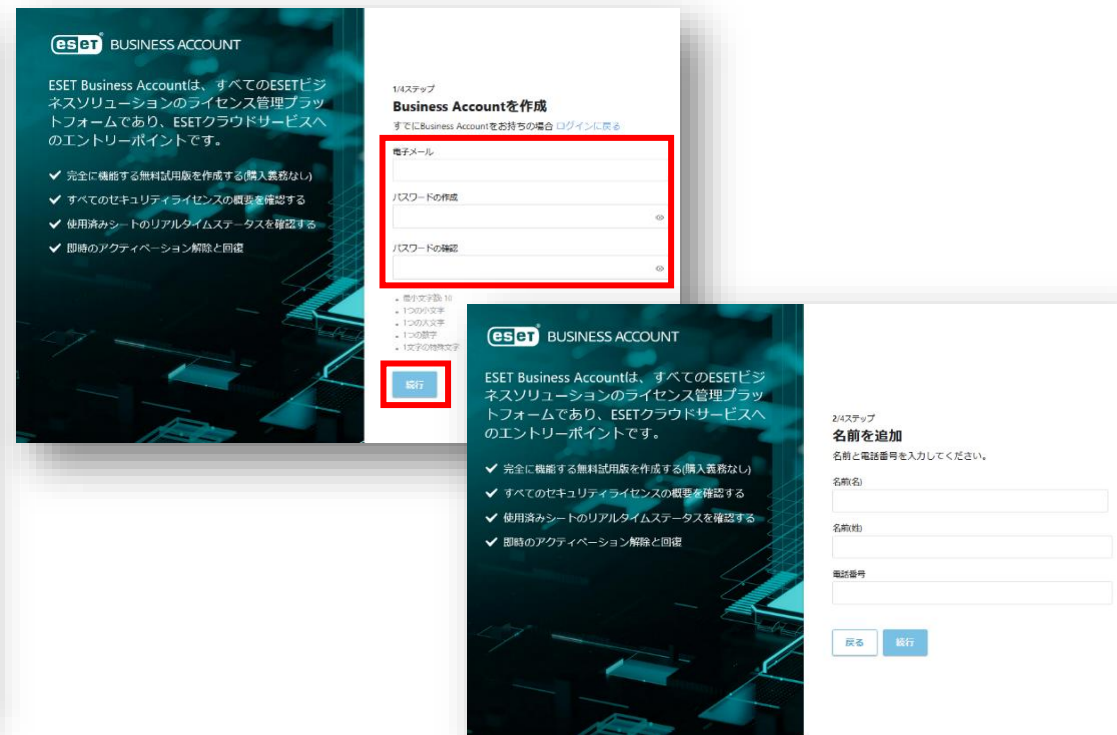 eset BUSINESS ACCOUNT
ESET Business Accountは、すべてのESETビジ
ネスソリューションのライセンス管理プラッ
トフォームであり、ESETクラウドサービスへ
のエントリーポイントです。
完全に機能する無料試用版を作成する(購入義務なし)
すべてのセキュリティライセンスの概要を確認する
使用済みシートのリアルタイムステータスを確認する
即時のアクティベーション解除と回復
1/4ステップ
Business Accountを作成
すでにBusiness Accountをお持ちの場合 ログインに戻る
電子メール
パスワードの作成
パスワードの確認
最小文字数 10
1つの小文字
1つの大文字
1つの数字
1文字の特殊文字
続行
eset BUSINESS ACCOUNT
ESET Business Accountは、すべてのESETビジ
ネスソリューションのライセンス管理プラッ
トフォームであり、ESETクラウドサービスへ
のエントリーポイントです。
完全に機能する無料試用版を作成する(購入義務なし)
すべてのセキュリティライセンスの概要を確認する
使用済みシートのリアルタイムステータスを確認する
即時のアクティベーション解除と回復
2/4ステップ
名前を追加
名前と電話番号を入力してください。
名前(名)
名前(姓)
電話番号
戻る 続行